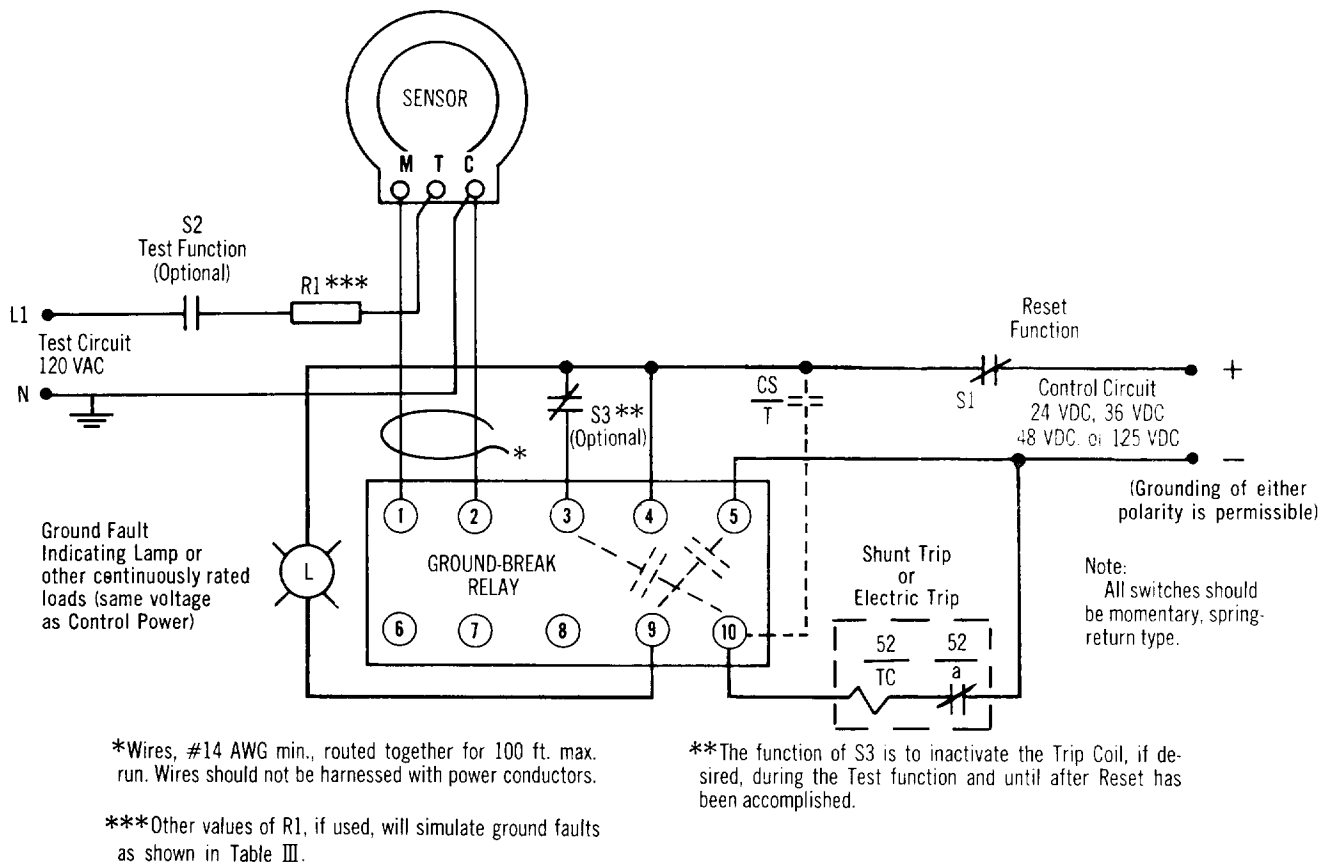 SENSOR
M T C
S2
Test Function
(Optional)
R1***
L1
Test Circuit
120 VAC
N
Reset
Function
S1
+
Control Circuit
24 VDC, 36 VDC
48 VDC. or 125 VDC
−
(Grounding of either
polarity is permissible)
CS
T
S3**
(Optional)
*
1 2 3 4 5
GROUND-BREAK
RELAY
6 7 8 9 10
Ground Fault
Indicating Lamp or
other continuously rated
loads (same voltage
as Control Power)
L
Shunt Trip
or
Electric Trip
52 52
TC a
Note:
All switches should
be momentary, spring-
return type.
*Wires, #14 AWG min., routed together for 100 ft. max.
run. Wires should not be harnessed with power conductors.
**The function of S3 is to inactivate the Trip Coil, if de-
sired, during the Test function and until after Reset has
been accomplished.
***Other values of R1, if used, will simulate ground faults
as shown in Table III.